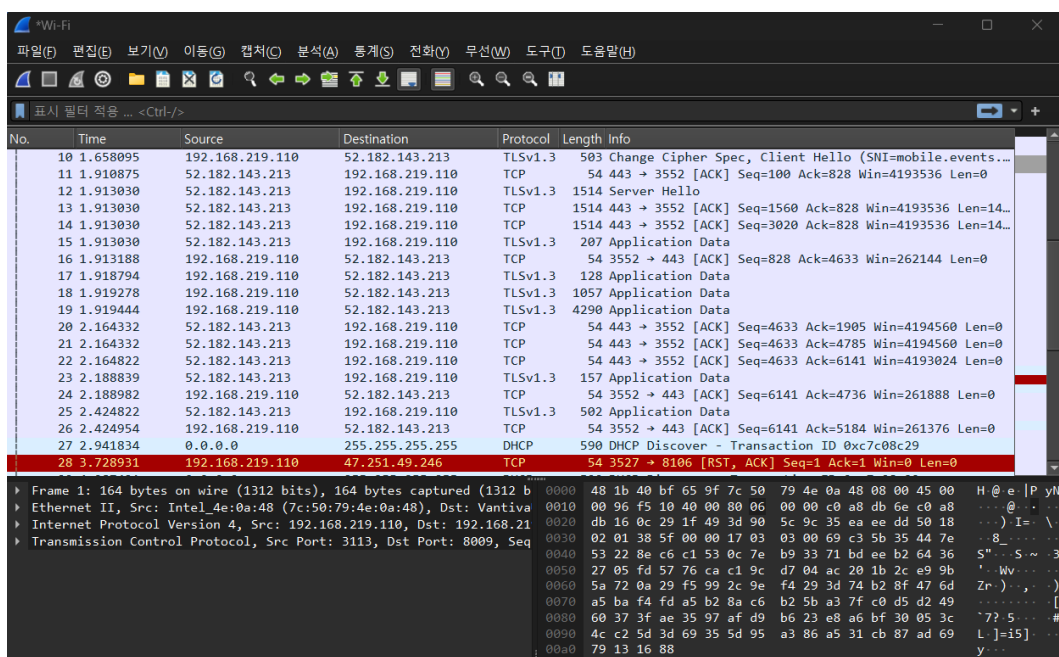 *Wi-Fi
파일(F) 편집(E) 보기(V) 이동(G) 캡처(C) 분석(A) 통계(S) 전화(Y) 무선(W) 도구(T) 도움말(H)
표시 필터 적용 ... <Ctrl-/>
No. Time Source Destination Protocol Length Info
10 1.658095 192.168.219.110 52.182.143.213 TLSv1.3 503 Change Cipher Spec, Client Hello (SNI=mobile.events....
11 1.910875 52.182.143.213 192.168.219.110 TCP 54 443 → 3552 [ACK] Seq=100 Ack=828 Win=4193536 Len=0
12 1.913030 52.182.143.213 192.168.219.110 TLSv1.3 1514 Server Hello
13 1.913030 52.182.143.213 192.168.219.110 TCP 1514 443 → 3552 [ACK] Seq=1560 Ack=828 Win=4193536 Len=14...
14 1.913030 52.182.143.213 192.168.219.110 TCP 1514 443 → 3552 [ACK] Seq=3020 Ack=828 Win=4193536 Len=14...
15 1.913030 52.182.143.213 192.168.219.110 TLSv1.3 207 Application Data
16 1.913188 192.168.219.110 52.182.143.213 TCP 54 3552 → 443 [ACK] Seq=828 Ack=4633 Win=262144 Len=0
17 1.918794 192.168.219.110 52.182.143.213 TLSv1.3 128 Application Data
18 1.919278 192.168.219.110 52.182.143.213 TLSv1.3 1057 Application Data
19 1.919444 192.168.219.110 52.182.143.213 TLSv1.3 4290 Application Data
20 2.164332 52.182.143.213 192.168.219.110 TCP 54 443 → 3552 [ACK] Seq=4633 Ack=1905 Win=4194560 Len=0
21 2.164332 52.182.143.213 192.168.219.110 TCP 54 443 → 3552 [ACK] Seq=4633 Ack=4785 Win=4194560 Len=0
22 2.164822 52.182.143.213 192.168.219.110 TCP 54 443 → 3552 [ACK] Seq=4633 Ack=6141 Win=4193024 Len=0
23 2.188839 52.182.143.213 192.168.219.110 TLSv1.3 157 Application Data
24 2.188982 192.168.219.110 52.182.143.213 TCP 54 3552 → 443 [ACK] Seq=6141 Ack=4736 Win=261888 Len=0
25 2.424822 52.182.143.213 192.168.219.110 TLSv1.3 502 Application Data
26 2.424954 192.168.219.110 52.182.143.213 TCP 54 3552 → 443 [ACK] Seq=6141 Ack=5184 Win=261376 Len=0
27 2.941834 0.0.0.0 255.255.255.255 DHCP 590 DHCP Discover - Transaction ID 0xc7c08c29
28 3.728931 192.168.219.110 47.251.49.246 TCP 54 3527 → 8106 [RST, ACK] Seq=1 Ack=1 Win=0 Len=0
Frame 1: 164 bytes on wire (1312 bits), 164 bytes captured (1312 b
Ethernet II, Src: Intel_4e:0a:48 (7c:50:79:4e:0a:48), Dst: Vantiva
Internet Protocol Version 4, Src: 192.168.219.110, Dst: 192.168.21
Transmission Control Protocol, Src Port: 3113, Dst Port: 8009, Seq
0000 48 1b 40 bf 65 9f 7c 50 79 4e 0a 48 08 00 45 00 H·@·e·|P yN
0010 00 96 f5 10 40 00 80 06 00 00 c0 a8 db 6e c0 a8 ····@···
0020 db 16 0c 29 1f 49 3d 90 5c 9c 35 ea ee dd 50 18 ···)·I=· \
0030 02 01 38 5f 00 00 17 03 03 00 69 c3 5b 35 44 7e ··8_····
0040 53 22 8e c6 c1 53 0c 7e b9 33 71 bd ee b2 64 36 S"···S·~ ·3
0050 27 05 fd 57 76 ca c1 9c d7 04 ac 20 1b 2c e9 9b '··Wv···
0060 5a 72 0a 29 f5 99 2c 9e f4 29 3d 74 b2 8f 47 6d Zr·)··,· ·)
0070 a5 ba f4 fd a5 b2 8a c6 b2 5b a3 7f c0 d5 d2 49 ········ ·[
0080 60 37 3f ae 35 97 af d9 b6 23 e8 a6 bf 30 05 3c `7?·5··· ·#
0090 4c c2 5d 3d 69 35 5d 95 a3 86 a5 31 cb 87 ad 69 L·]=i5]·
00a0 79 13 16 88 y···